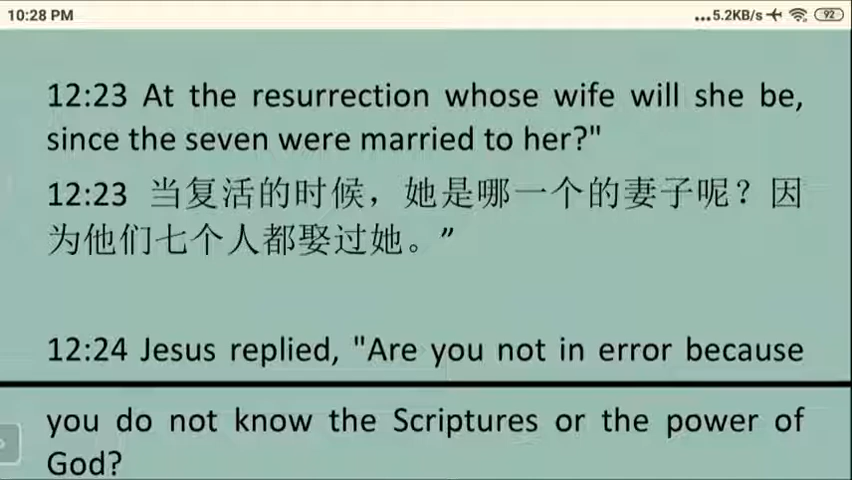 10:28 PM
...5.2KB/s
92
12:23 At the resurrection whose wife will she be,
since the seven were married to her?"
12:23 当复活的时候，她是哪一个的妻子呢？因
为他们七个人都娶过她。”
12:24 Jesus replied, "Are you not in error because
you do not know the Scriptures or the power of
God?